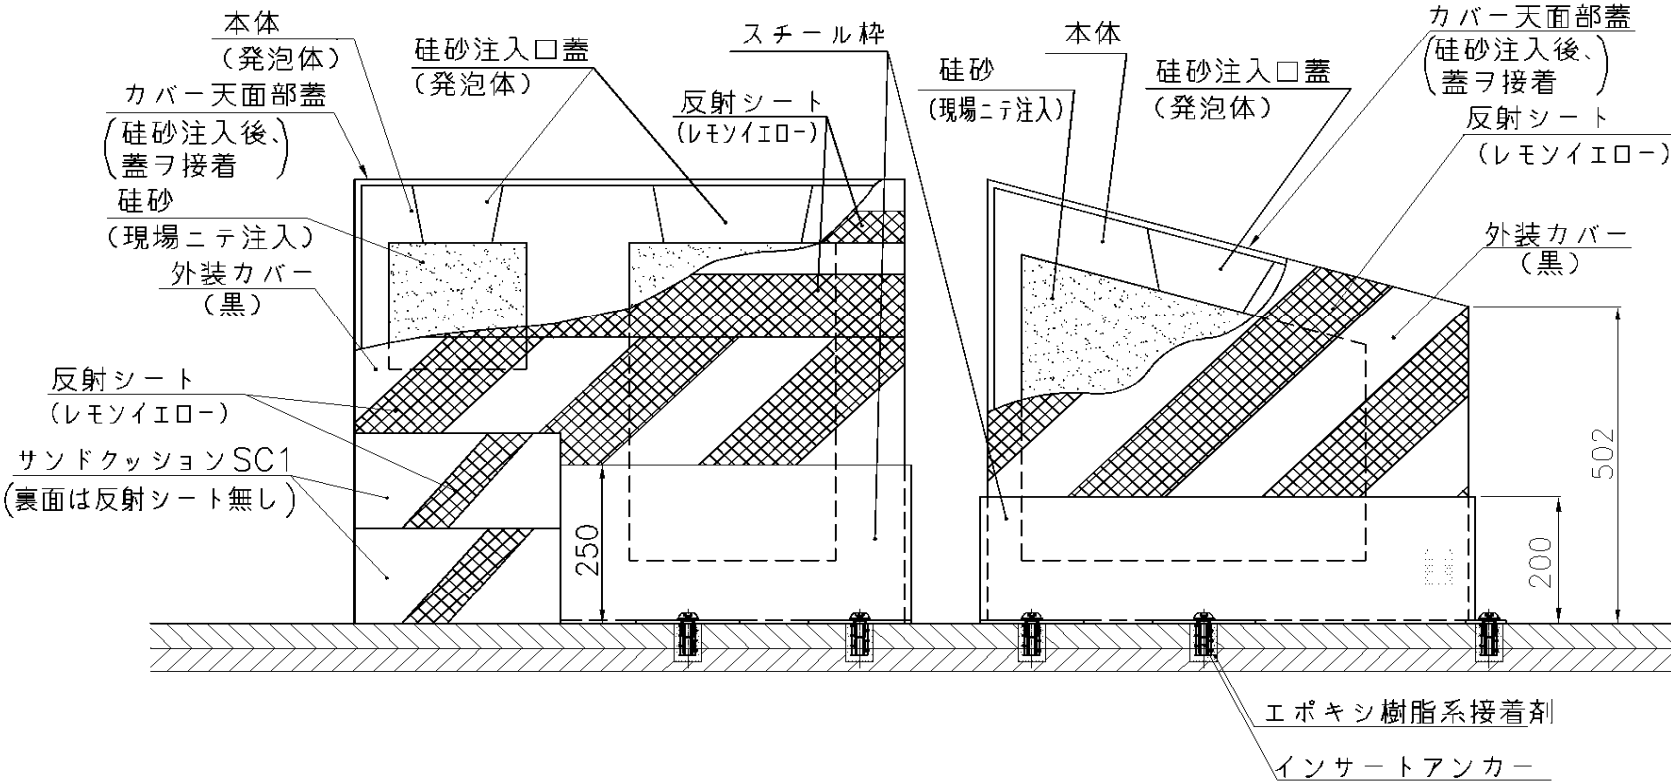 本体
(発泡体)
カバー天面部蓋
(硅砂注入後、
蓋ヲ接着)
硅砂
(現場ニテ注入)
外装カバー
(黒)
反射シート
(レモンイエロー)
サンドクッションSC1
(裏面は反射シート無し)
硅砂注入口蓋
(発泡体)
反射シート
(レモンイエロー)
スチール枠
250
硅砂
(現場ニテ注入)
本体
硅砂注入口蓋
(発泡体)
カバー天面部蓋
(硅砂注入後、
蓋ヲ接着)
反射シート
(レモンイエロー)
外装カバー
(黒)
502
200
エポキシ樹脂系接着剤
インサートアンカー